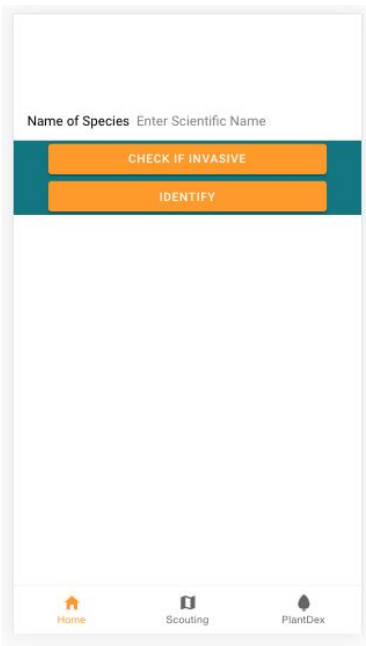 Name of Species Enter Scientific Name
CHECK IF INVASIVE
IDENTIFY
Home Scouting PlantDex